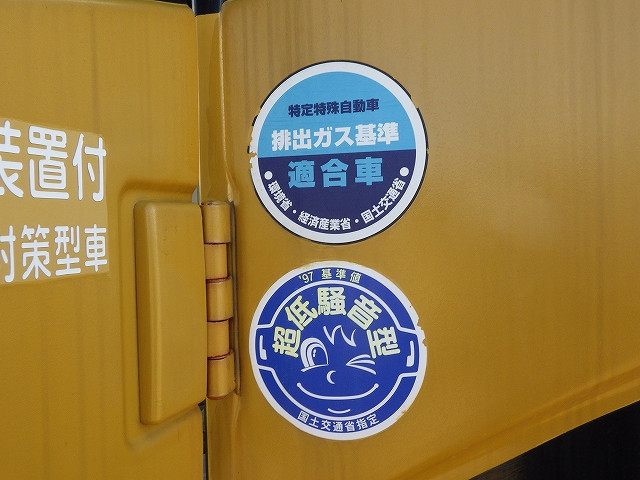 装置付
対策型車
特定特殊自動車
排出ガス基準
適合車
●環境省・経済産業省・国土交通省●
'97 基準値
超低騒音型
国土交通省指定